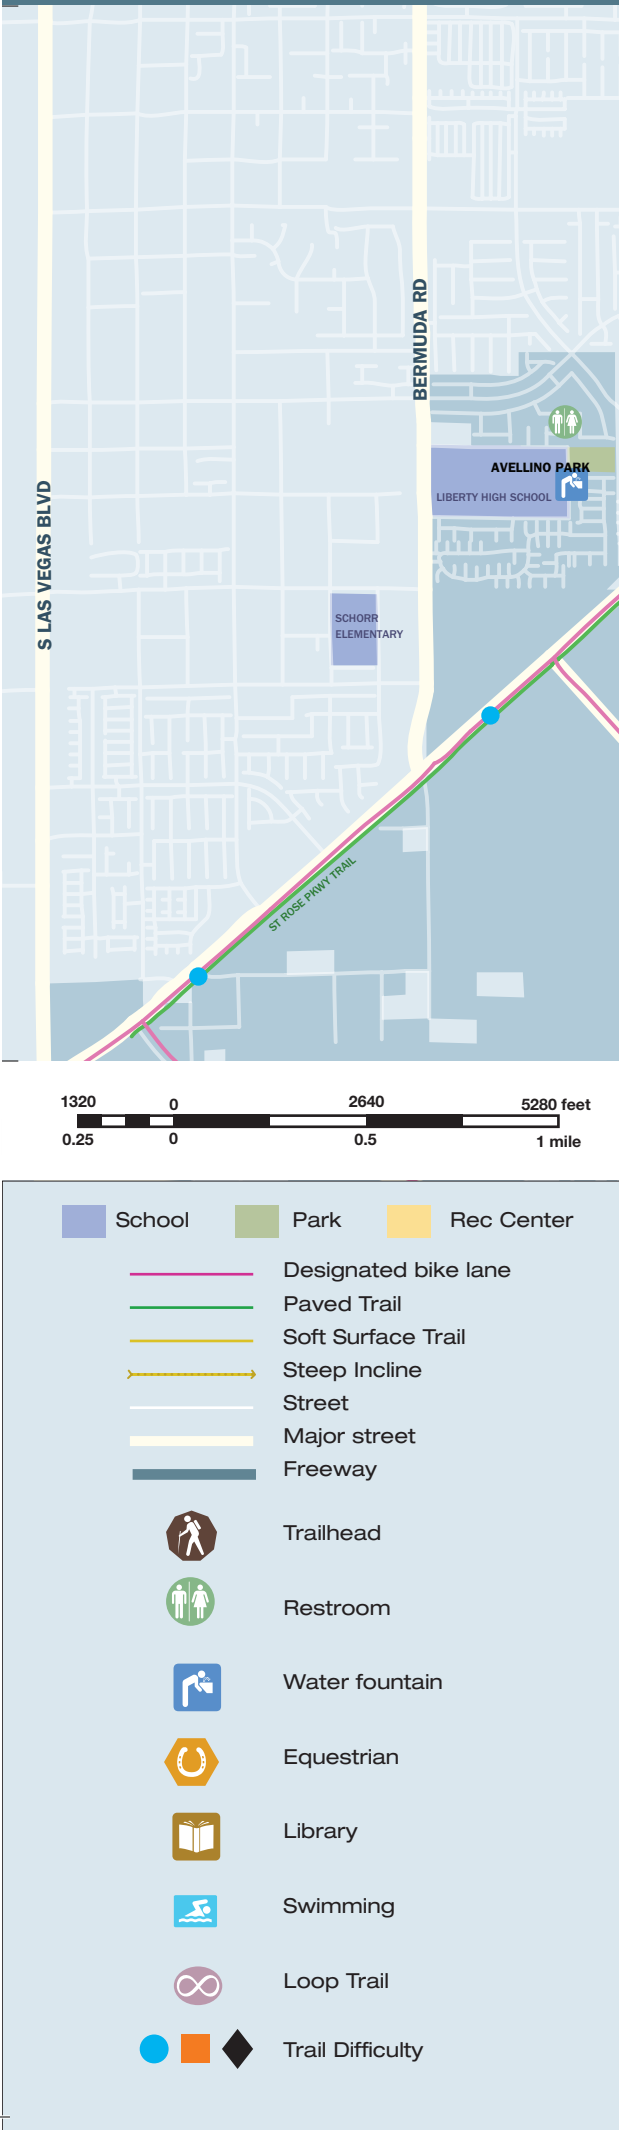 BERMUDA RD
AVELLINO PARK
S LAS VEGAS BLVD
LIBERTY HIGH SCHOOL
SCHORR
ELEMENTARY
ST ROSE PKWY TRAIL
1320 0 2640 5280 feet
0.25 0 0.5 1 mile
School Park Rec Center
Designated bike lane
Paved Trail
Soft Surface Trail
Steep Incline
Street
Major street
Freeway
Trailhead
Restroom
Water fountain
Equestrian
Library
Swimming
Loop Trail
Trail Difficulty